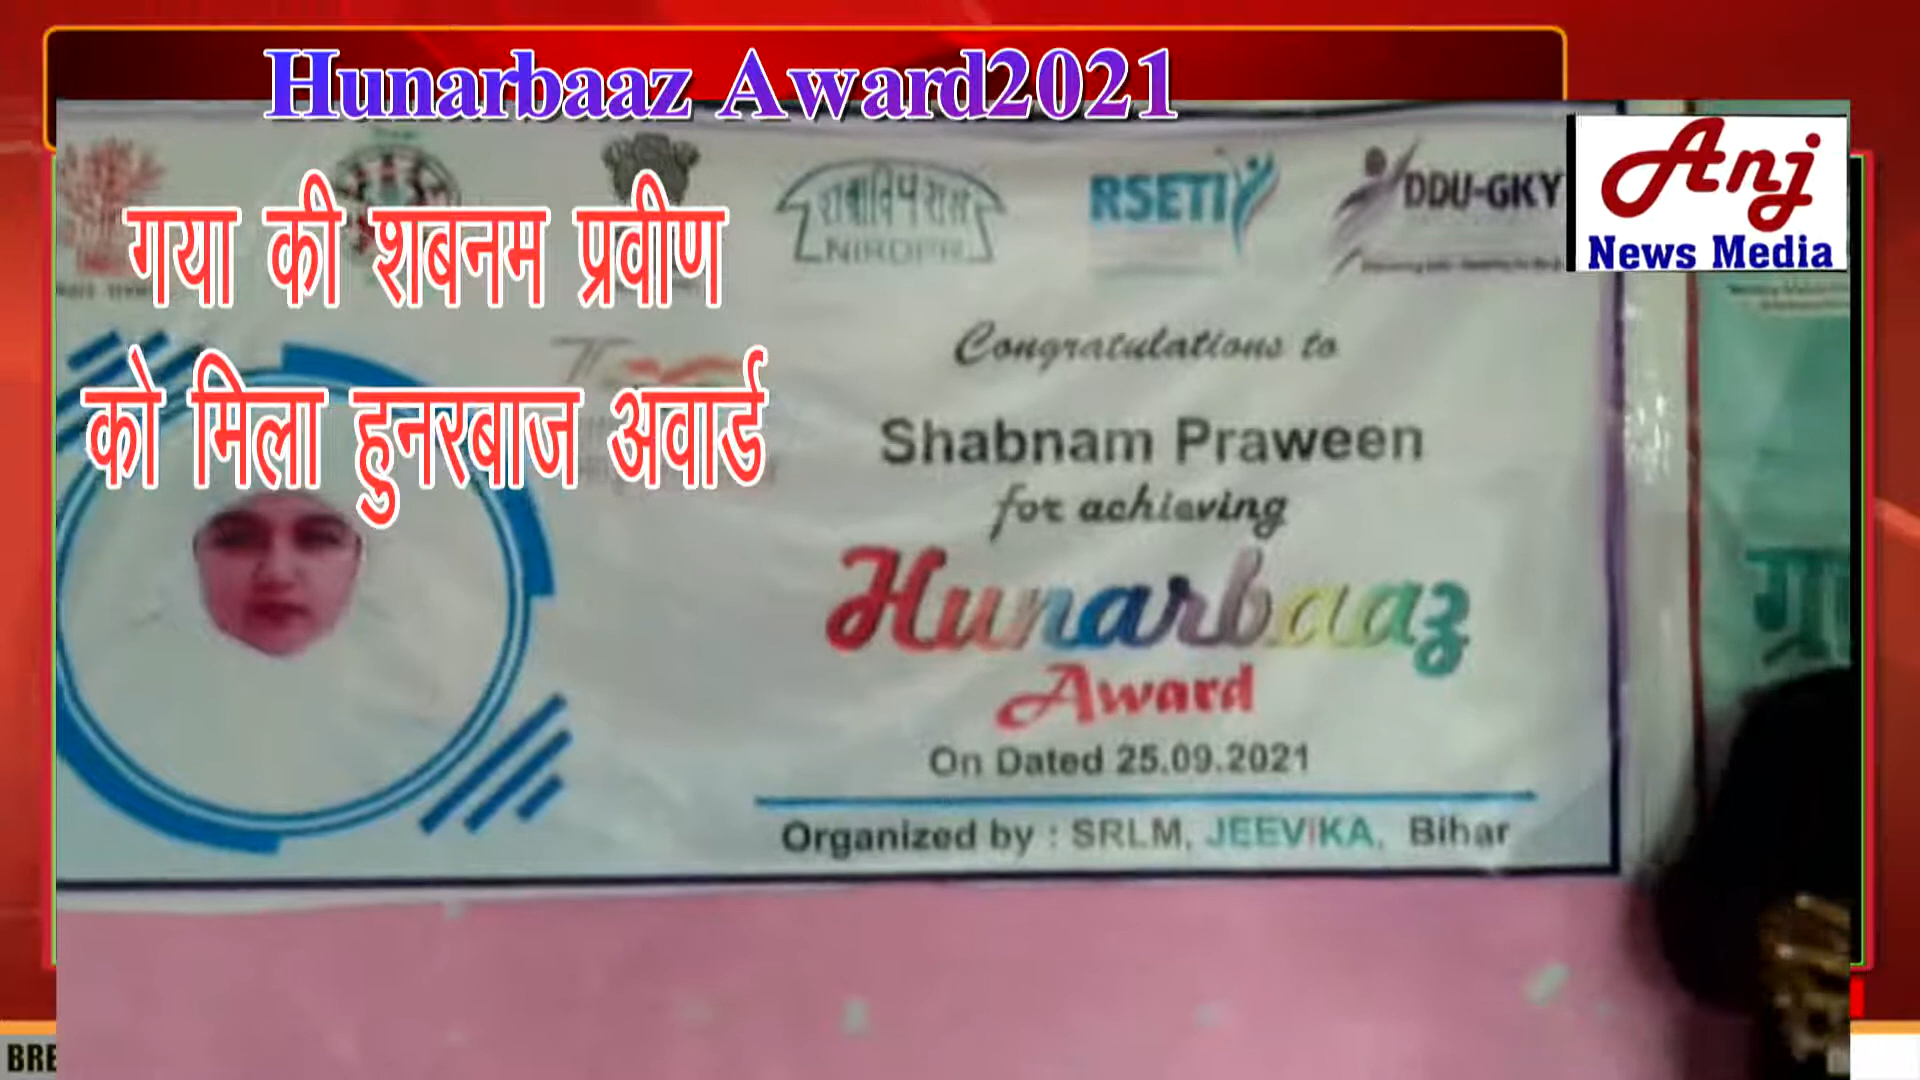 Hunarbaaz Award2021
Anj
News Media
NIRDPR
RSETI
DDU-GKY
गया की शबनम प्रवीण
को मिला हुनरबाज अवार्ड
Congratulations to
Shabnam Praween
for achieving
Hunarbaaz
Award
On Dated 25.09.2021
Organized by : SRLM, JEEViKA, Bihar
BRE